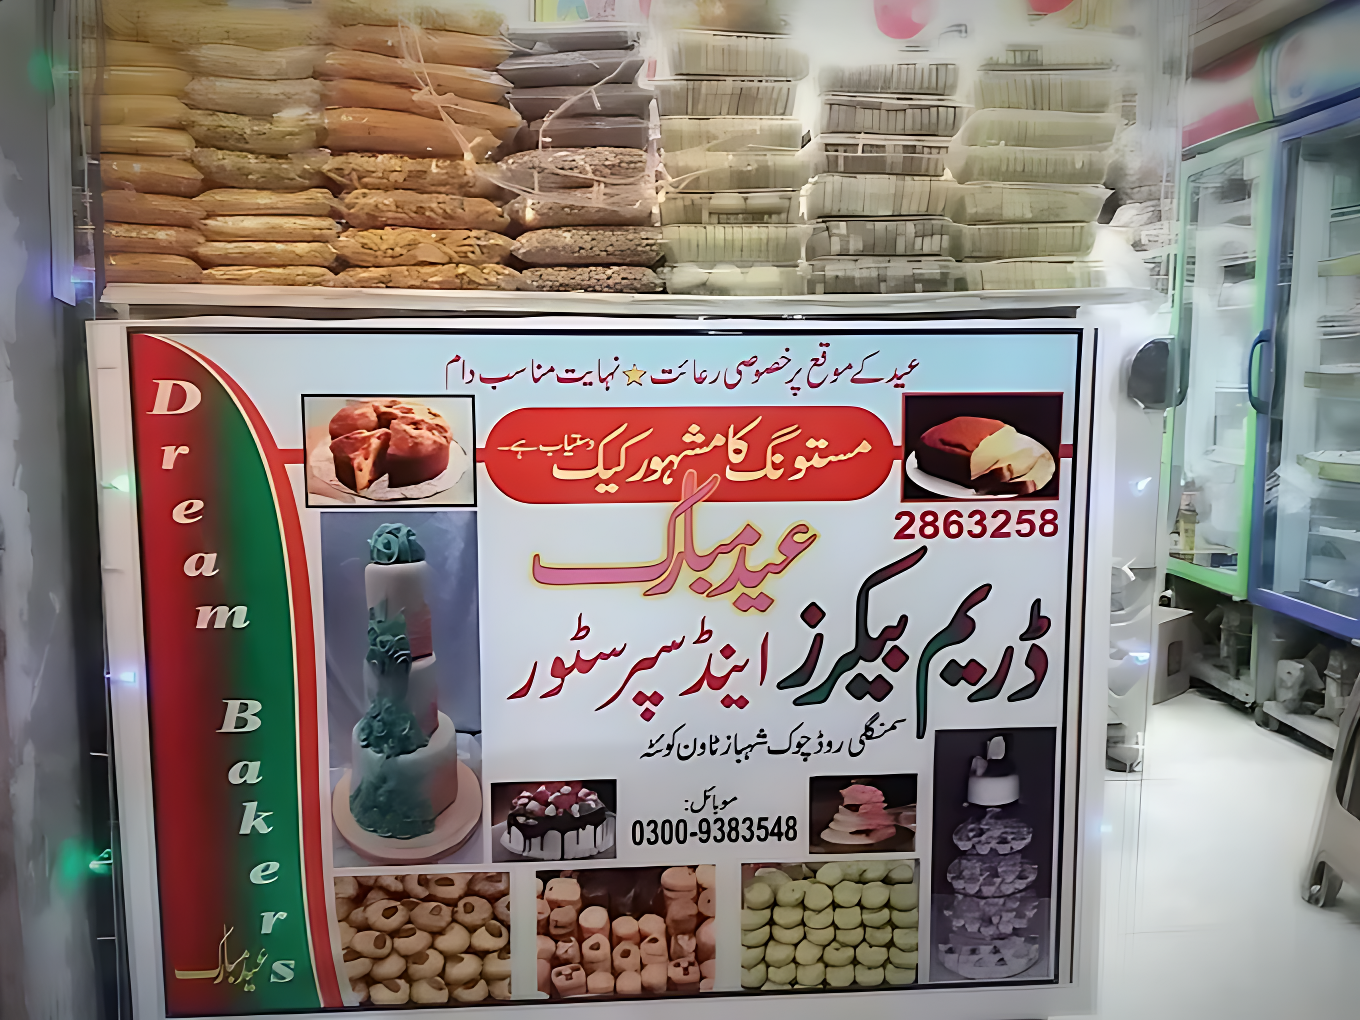 عید کے موقع پر خصوصی رعائت ☆ نہایت مناسب دام
مستونگ کا مشہور کیک دستیاب ہے۔
عید مبارک
2863258
ڈریم بیکرز اینڈ سپر سٹور
سمنگلی روڈ چوک شہباز ٹاون کوئٹہ
موبائل:
0300-9383548
Dream Bakers
عید مبارک